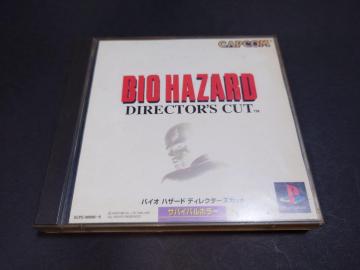 CAPCOM
BIO HAZARD
DIRECTOR'S CUT™
バイオ ハザード ディレクターズカット
サバイバルホラー